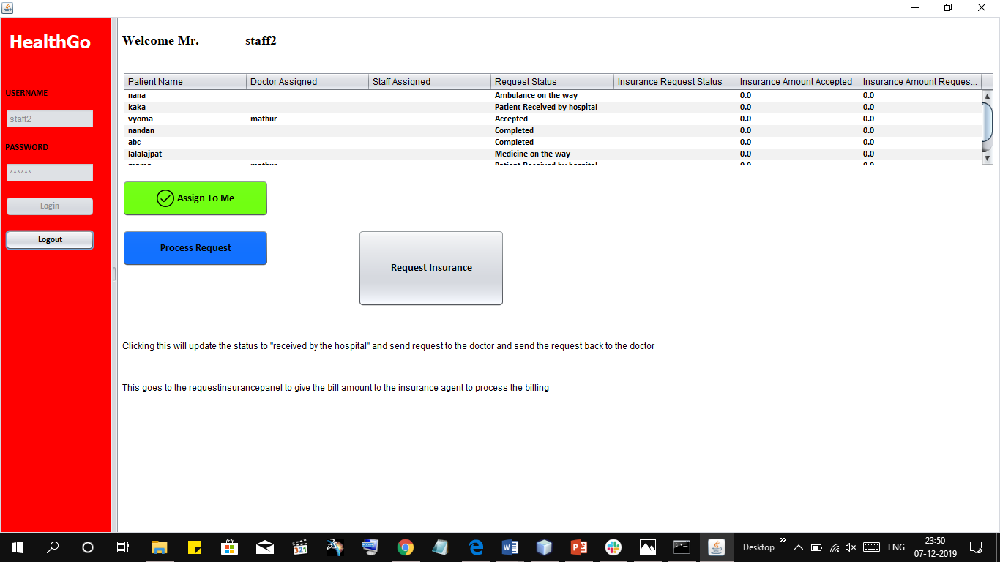 HealthGo
USERNAME
staff2
PASSWORD
******
Login
Logout
Welcome Mr. staff2
Patient Name Doctor Assigned Staff Assigned Request Status Insurance Request Status Insurance Amount Accepted Insurance Amount Reques...
nana Ambulance on the way 0.0 0.0
kaka Patient Received by hospital 0.0 0.0
vyoma mathur Accepted 0.0 0.0
nandan Completed 0.0 0.0
abc Completed 0.0 0.0
lalalajpat Medicine on the way 0.0 0.0
mathur Patient Received by hospital 0.0 0.0
Assign To Me
Process Request
Request Insurance
Clicking this will update the status to "received by the hospital" and send request to the doctor and send the request back to the doctor
This goes to the requestinsurancepanel to give the bill amount to the insurance agent to process the billing
321
Desktop
ENG
23:50
07-12-2019